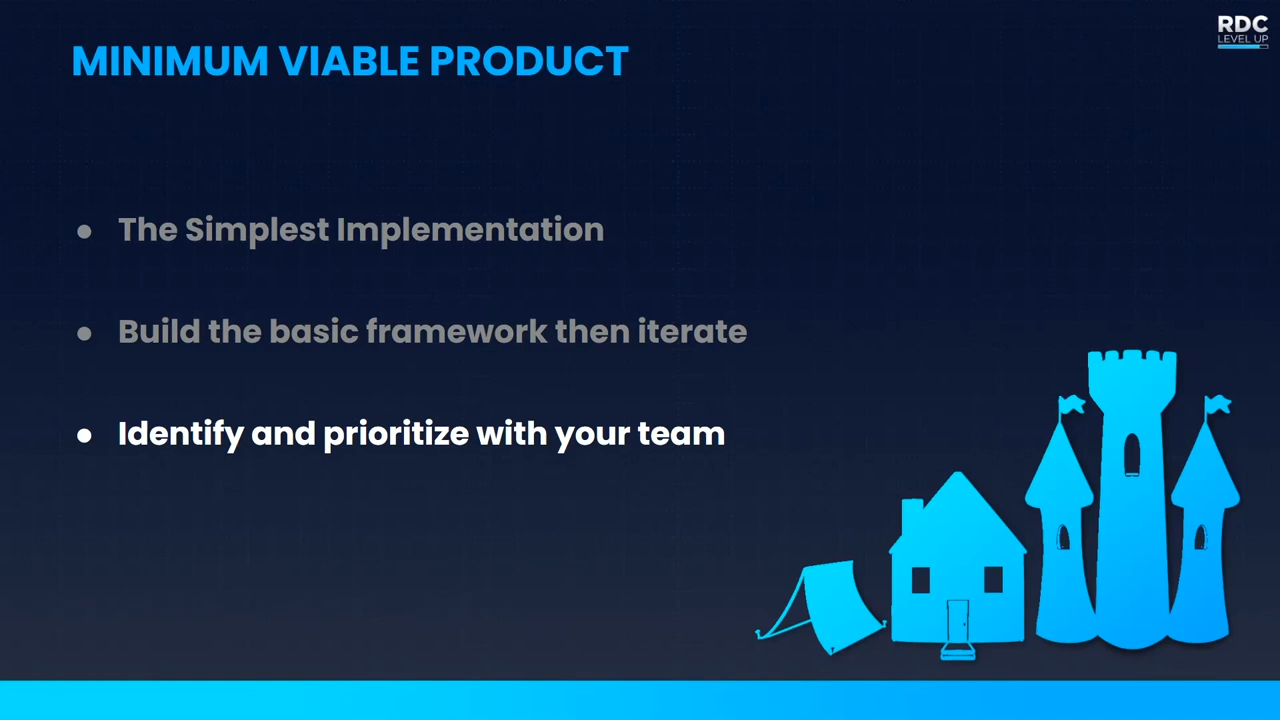 RDC
LEVEL UP
MINIMUM VIABLE PRODUCT
● The Simplest Implementation
● Build the basic framework then iterate
● Identify and prioritize with your team